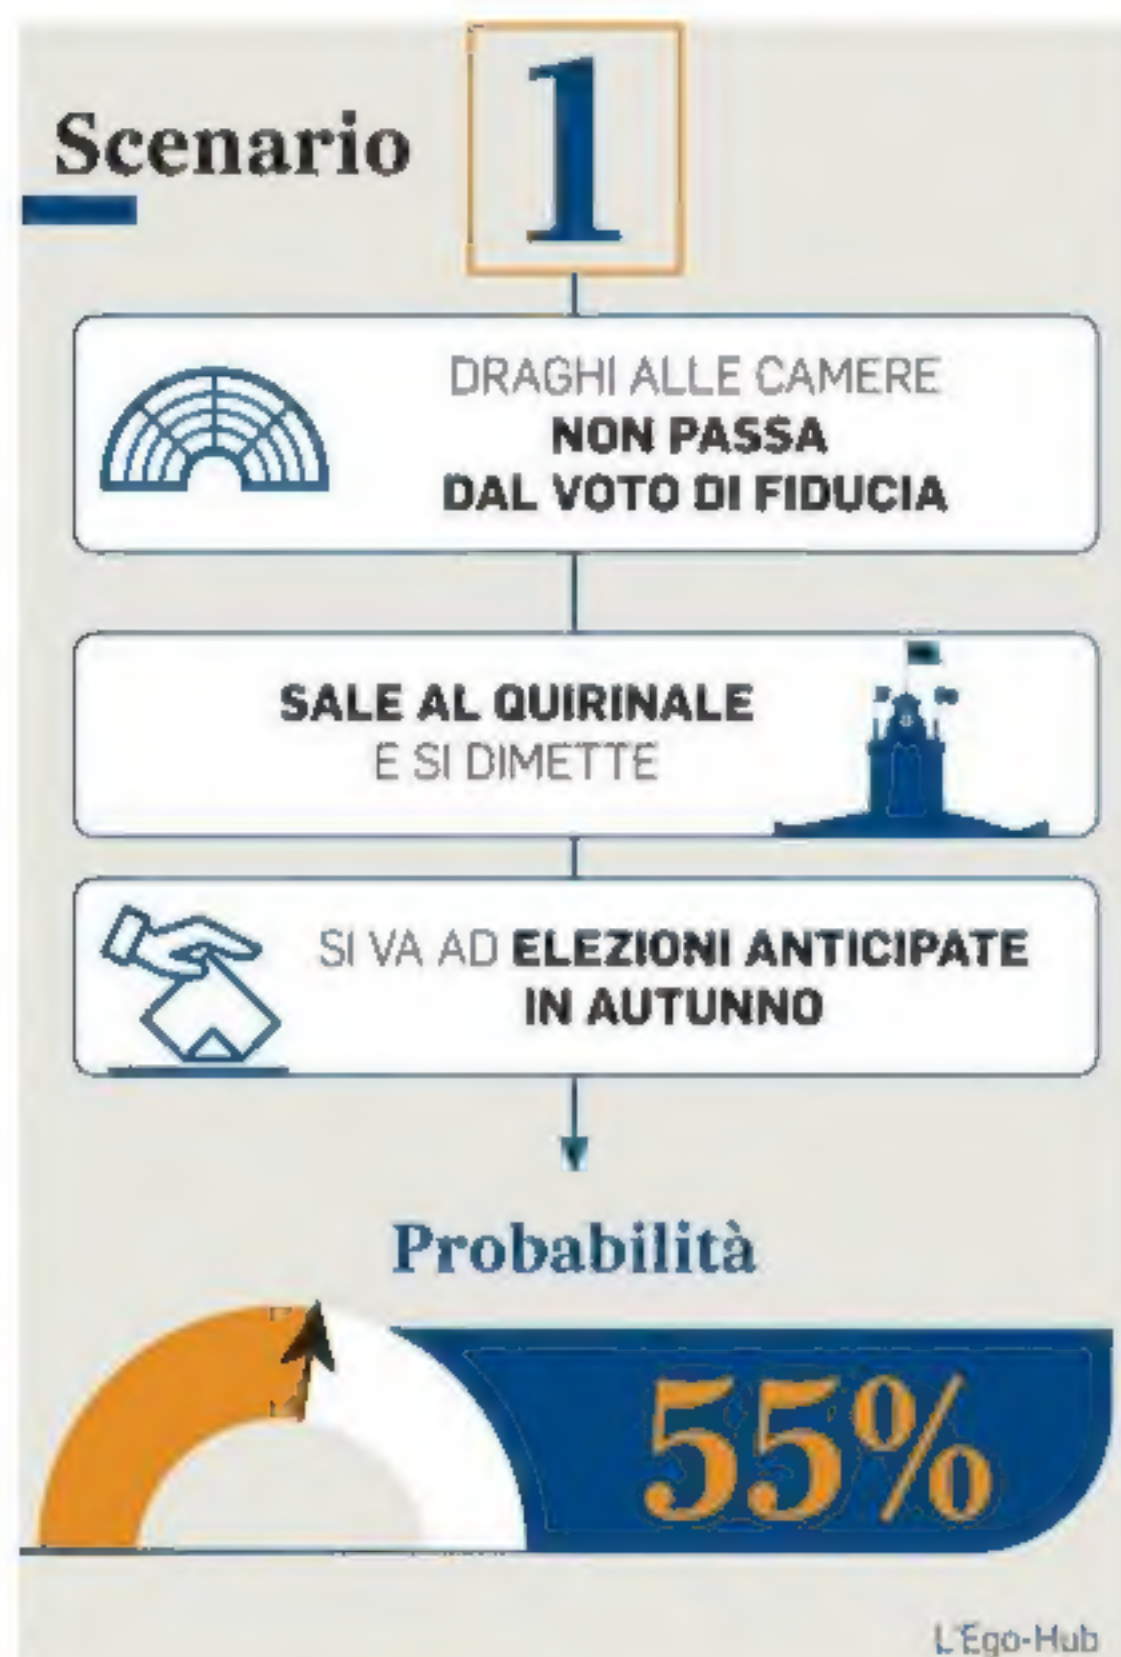 Scenario 1
DRAGHI ALLE CAMERE
NON PASSA
DAL VOTO DI FIDUCIA
SALE AL QUIRINALE
E SI DIMETTE
SI VA AD ELEZIONI ANTICIPATE
IN AUTUNNO
Probabilità
55%
L'Ego-Hub